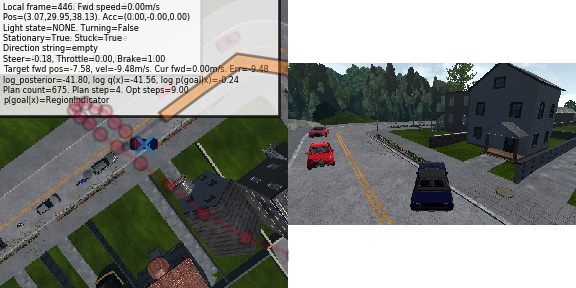 Local frame=446. Fwd speed=0.00m/s
Pos=(3.07,29.95,38.13). Acc=(0.00,-0.00,0.00)
Light state=NONE. Turning=False
Stationary=True. Stuck=True
Direction string=empty
Steer=-0.18, Throttle=0.00, Brake=1.00
Target fwd pos=-7.58, vel=-9.48m/s. Cur fwd=0.00m/s. Err=-9.48
log_posterior=-41.80, log q(x)=-41.56, log p(goal|x)=-0.24
Plan count=675. Plan step=4. Opt steps=9.00
p(goal|x)=RegionIndicator